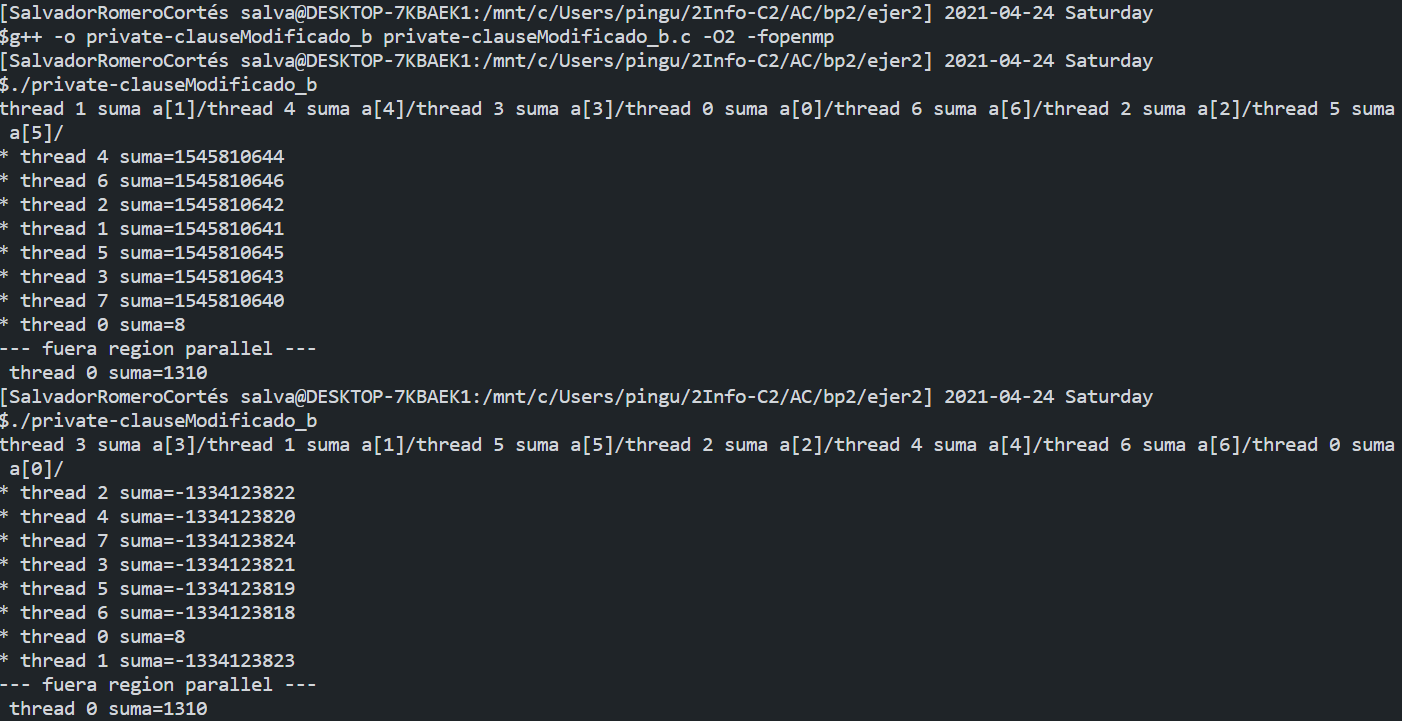 [SalvadorRomeroCortés salva@DESKTOP-7KBAEK1:/mnt/c/Users/pingu/2Info-C2/AC/bp2/ejer2] 2021-04-24 Saturday
$g++ -o private-clauseModificado_b private-clauseModificado_b.c -O2 -fopenmp
[SalvadorRomeroCortés salva@DESKTOP-7KBAEK1:/mnt/c/Users/pingu/2Info-C2/AC/bp2/ejer2] 2021-04-24 Saturday
$./private-clauseModificado_b
thread 1 suma a[1]/thread 4 suma a[4]/thread 3 suma a[3]/thread 0 suma a[0]/thread 6 suma a[6]/thread 2 suma a[2]/thread 5 suma
 a[5]/
* thread 4 suma=1545810644
* thread 6 suma=1545810646
* thread 2 suma=1545810642
* thread 1 suma=1545810641
* thread 5 suma=1545810645
* thread 3 suma=1545810643
* thread 7 suma=1545810640
* thread 0 suma=8
--- fuera region parallel ---
 thread 0 suma=1310
[SalvadorRomeroCortés salva@DESKTOP-7KBAEK1:/mnt/c/Users/pingu/2Info-C2/AC/bp2/ejer2] 2021-04-24 Saturday
$./private-clauseModificado_b
thread 3 suma a[3]/thread 1 suma a[1]/thread 5 suma a[5]/thread 2 suma a[2]/thread 4 suma a[4]/thread 6 suma a[6]/thread 0 suma
 a[0]/
* thread 2 suma=-1334123822
* thread 4 suma=-1334123820
* thread 7 suma=-1334123824
* thread 3 suma=-1334123821
* thread 5 suma=-1334123819
* thread 6 suma=-1334123818
* thread 0 suma=8
* thread 1 suma=-1334123823
--- fuera region parallel ---
 thread 0 suma=1310